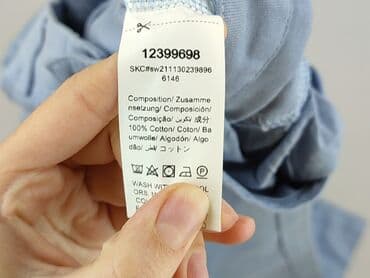 12399698
SKC#sw211130239896
6146
Composition/ Zusamme
nsetzung/ Composición/
Composição/ تكوين/ 成分
100% Cotton/ Coton/ Ba
umwolle/ Algodón/ Algo
dão/ قطن/ コットン
WASH WITH